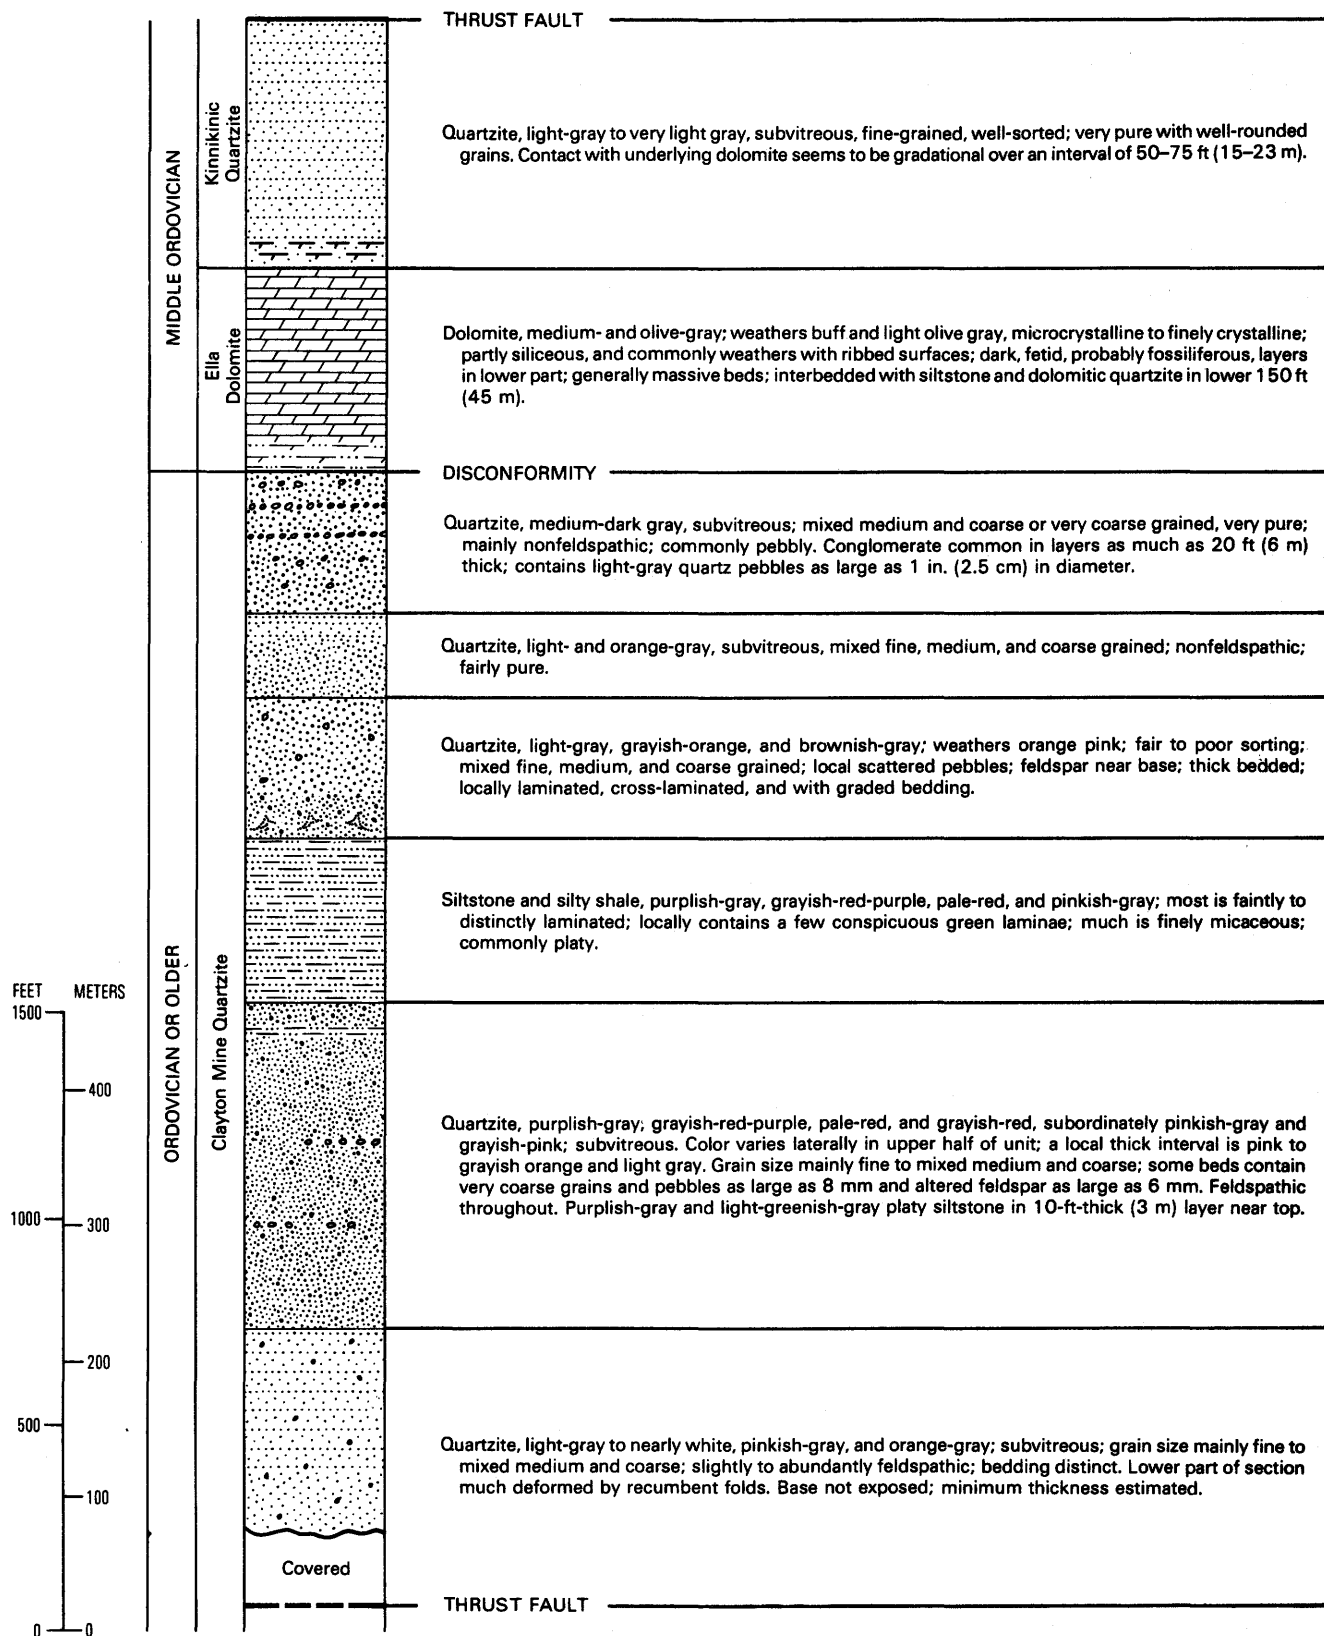 THRUST FAULT
MIDDLE ORDOVICIAN
Kinnikinic
Quartzite
Quartzite, light-gray to very light gray, subvitreous, fine-grained, well-sorted; very pure with well-rounded
grains. Contact with underlying dolomite seems to be gradational over an interval of 50–75 ft (15–23 m).
Ella
Dolomite
Dolomite, medium- and olive-gray; weathers buff and light olive gray, microcrystalline to finely crystalline;
partly siliceous, and commonly weathers with ribbed surfaces; dark, fetid, probably fossiliferous, layers
in lower part; generally massive beds; interbedded with siltstone and dolomitic quartzite in lower 150 ft
(45 m).
DISCONFORMITY
ORDOVICIAN OR OLDER
Clayton Mine Quartzite
Quartzite, medium-dark gray, subvitreous; mixed medium and coarse or very coarse grained, very pure;
mainly nonfeldspathic; commonly pebbly. Conglomerate common in layers as much as 20 ft (6 m)
thick; contains light-gray quartz pebbles as large as 1 in. (2.5 cm) in diameter.
Quartzite, light- and orange-gray, subvitreous, mixed fine, medium, and coarse grained; nonfeldspathic;
fairly pure.
Quartzite, light-gray, grayish-orange, and brownish-gray; weathers orange pink; fair to poor sorting;
mixed fine, medium, and coarse grained; local scattered pebbles; feldspar near base; thick bedded;
locally laminated, cross-laminated, and with graded bedding.
Siltstone and silty shale, purplish-gray, grayish-red-purple, pale-red, and pinkish-gray; most is faintly to
distinctly laminated; locally contains a few conspicuous green laminae; much is finely micaceous;
commonly platy.
Quartzite, purplish-gray; grayish-red-purple, pale-red, and grayish-red, subordinately pinkish-gray and
grayish-pink; subvitreous. Color varies laterally in upper half of unit; a local thick interval is pink to
grayish orange and light gray. Grain size mainly fine to mixed medium and coarse; some beds contain
very coarse grains and pebbles as large as 8 mm and altered feldspar as large as 6 mm. Feldspathic
throughout. Purplish-gray and light-greenish-gray platy siltstone in 10-ft-thick (3 m) layer near top.
Quartzite, light-gray to nearly white, pinkish-gray, and orange-gray; subvitreous; grain size mainly fine to
mixed medium and coarse; slightly to abundantly feldspathic; bedding distinct. Lower part of section
much deformed by recumbent folds. Base not exposed; minimum thickness estimated.
Covered
THRUST FAULT
FEET METERS
1500
400
1000 300
200
500
100
0 0